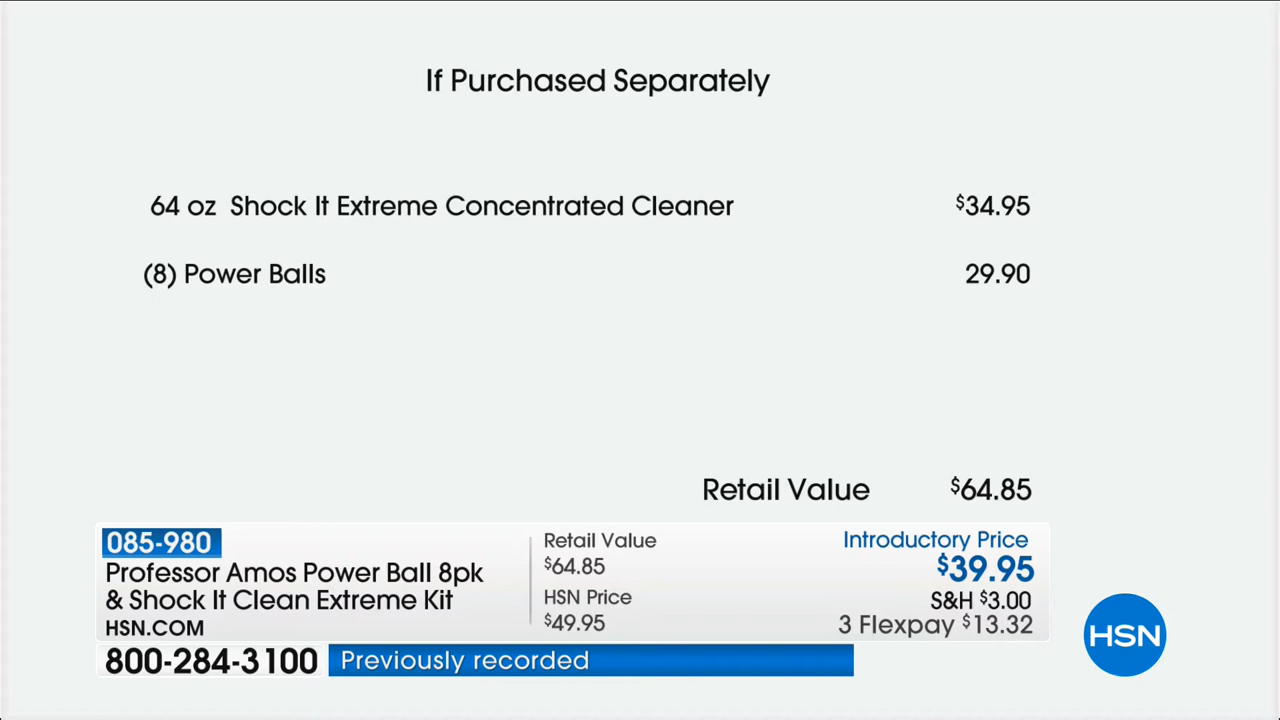 If Purchased Separately
64 oz Shock It Extreme Concentrated Cleaner $34.95
(8) Power Balls 29.90
Retail Value $64.85
085-980
Professor Amos Power Ball 8pk
& Shock It Clean Extreme Kit
HSN.COM
Retail Value
$64.85
HSN Price
$49.95
Introductory Price
$39.95
S&H $3.00
3 Flexpay $13.32
HSN
800-284-3100 Previously recorded